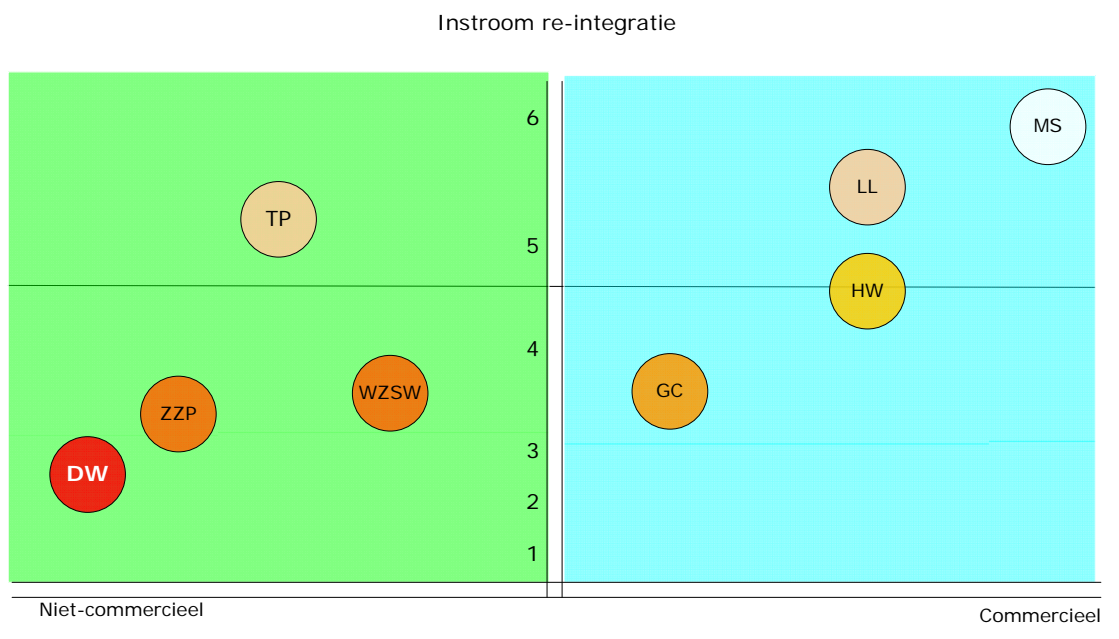 Instroom re-integratie
6
MS
LL
TP
5
HW
4
GC
WZSW
ZZP
3
DW
2
1
Niet-commercieel
Commercieel